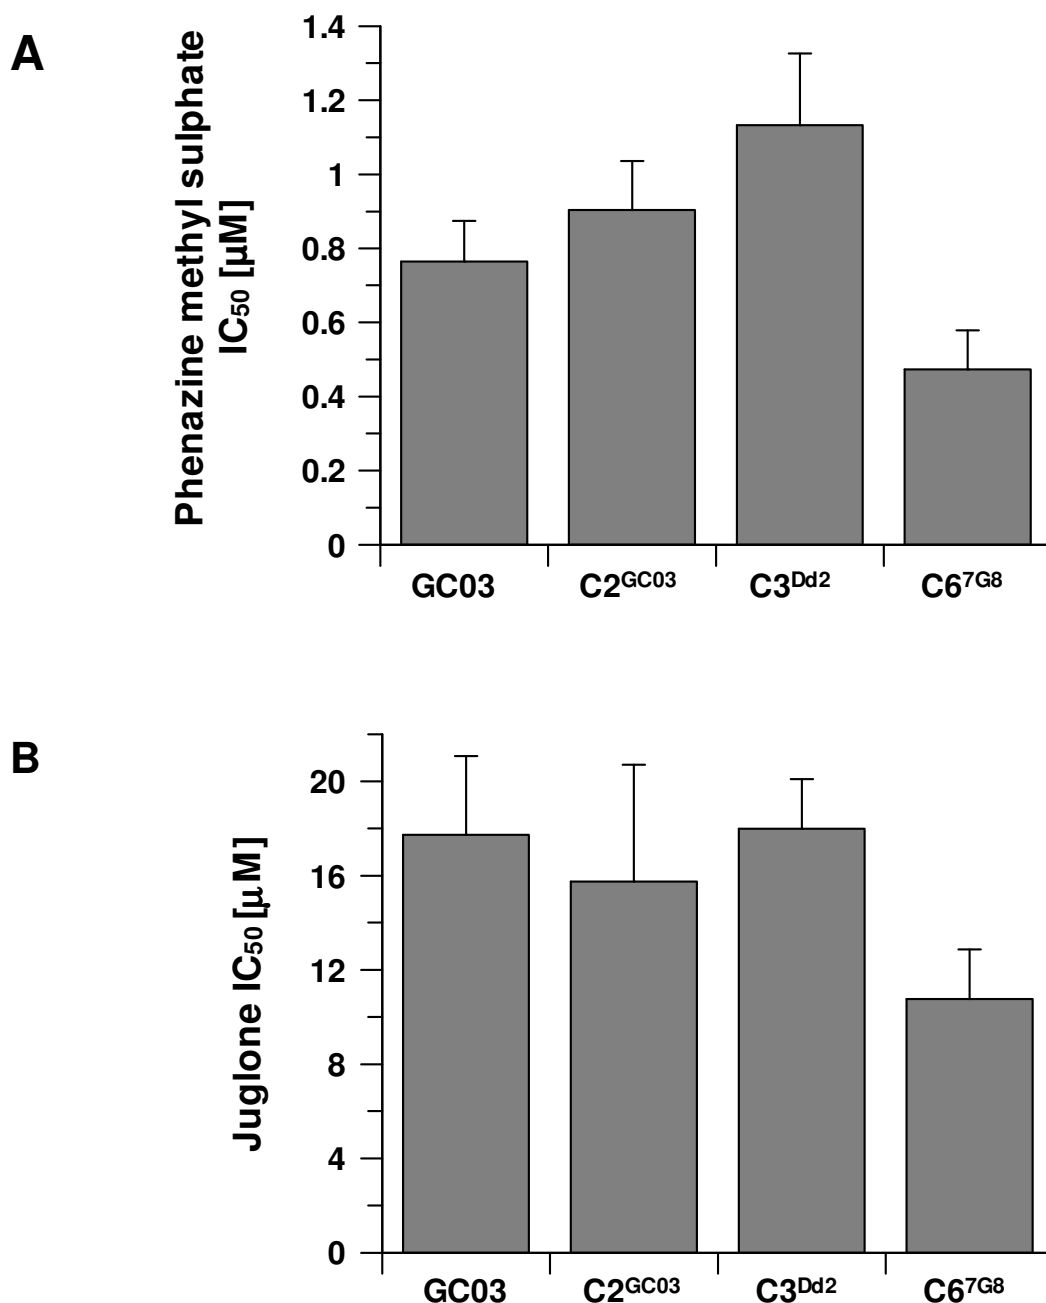 A
Phenazine methyl sulphate
IC50 [µM]
1.4
1.2
1
0.8
0.6
0.4
0.2
0
GC03
C2GC03
C3Dd2
C67G8
B
Juglone IC50 [µM]
20
16
12
8
4
0
GC03
C2GC03
C3Dd2
C67G8